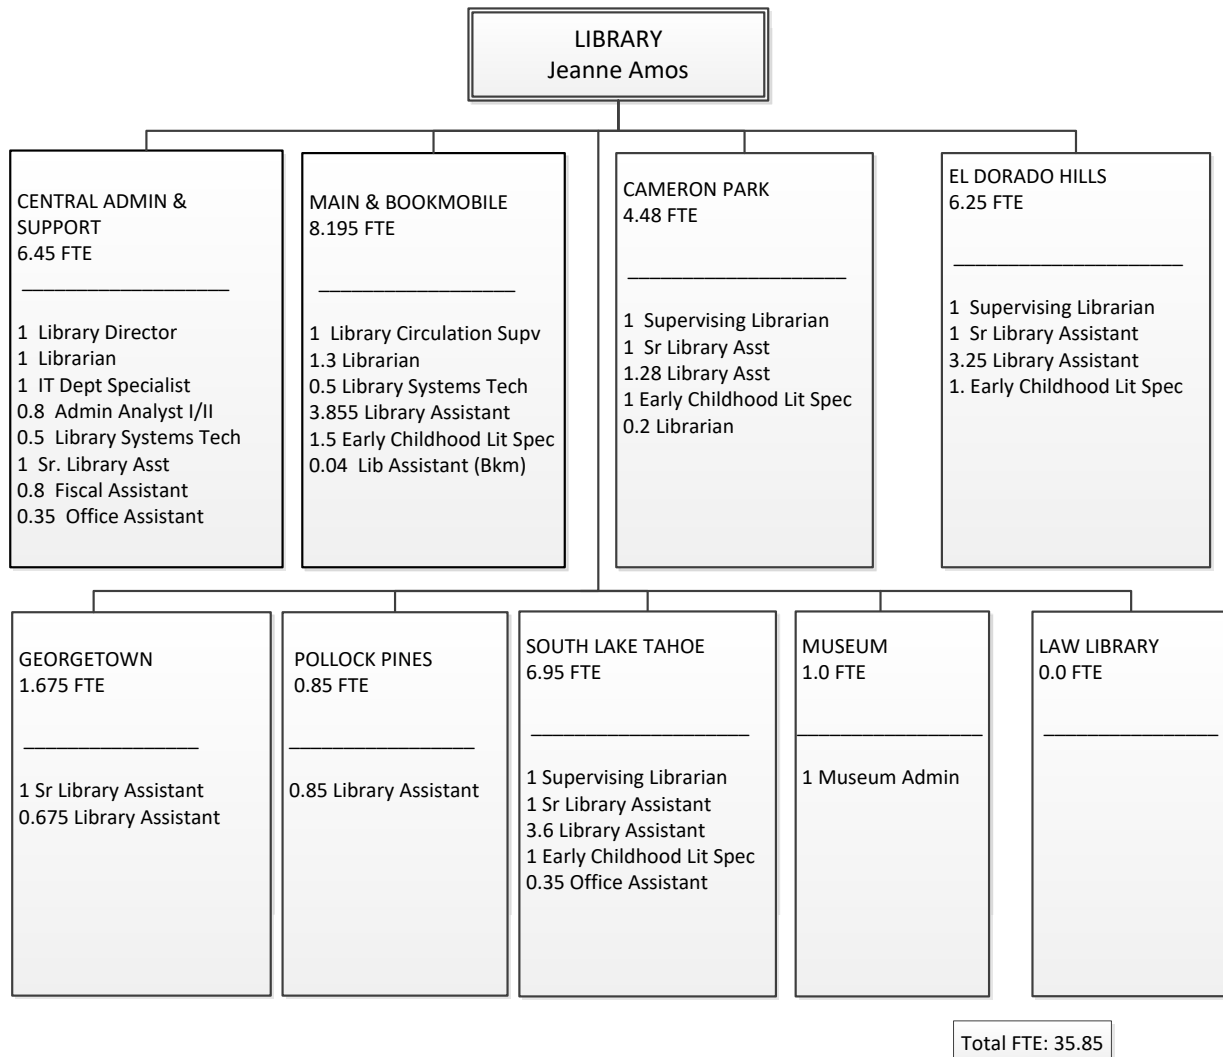 LIBRARY
Jeanne Amos
CENTRAL ADMIN &
SUPPORT
6.45 FTE
1 Library Director
1 Librarian
1 IT Dept Specialist
0.8 Admin Analyst I/II
0.5 Library Systems Tech
1 Sr. Library Asst
0.8 Fiscal Assistant
0.35 Office Assistant
MAIN & BOOKMOBILE
8.195 FTE
1 Library Circulation Supv
1.3 Librarian
0.5 Library Systems Tech
3.855 Library Assistant
1.5 Early Childhood Lit Spec
0.04 Lib Assistant (Bkm)
CAMERON PARK
4.48 FTE
1 Supervising Librarian
1 Sr Library Asst
1.28 Library Asst
1 Early Childhood Lit Spec
0.2 Librarian
EL DORADO HILLS
6.25 FTE
1 Supervising Librarian
1 Sr Library Assistant
3.25 Library Assistant
1. Early Childhood Lit Spec
GEORGETOWN
1.675 FTE
1 Sr Library Assistant
0.675 Library Assistant
POLLOCK PINES
0.85 FTE
0.85 Library Assistant
SOUTH LAKE TAHOE
6.95 FTE
1 Supervising Librarian
1 Sr Library Assistant
3.6 Library Assistant
1 Early Childhood Lit Spec
0.35 Office Assistant
MUSEUM
1.0 FTE
1 Museum Admin
LAW LIBRARY
0.0 FTE
Total FTE: 35.85